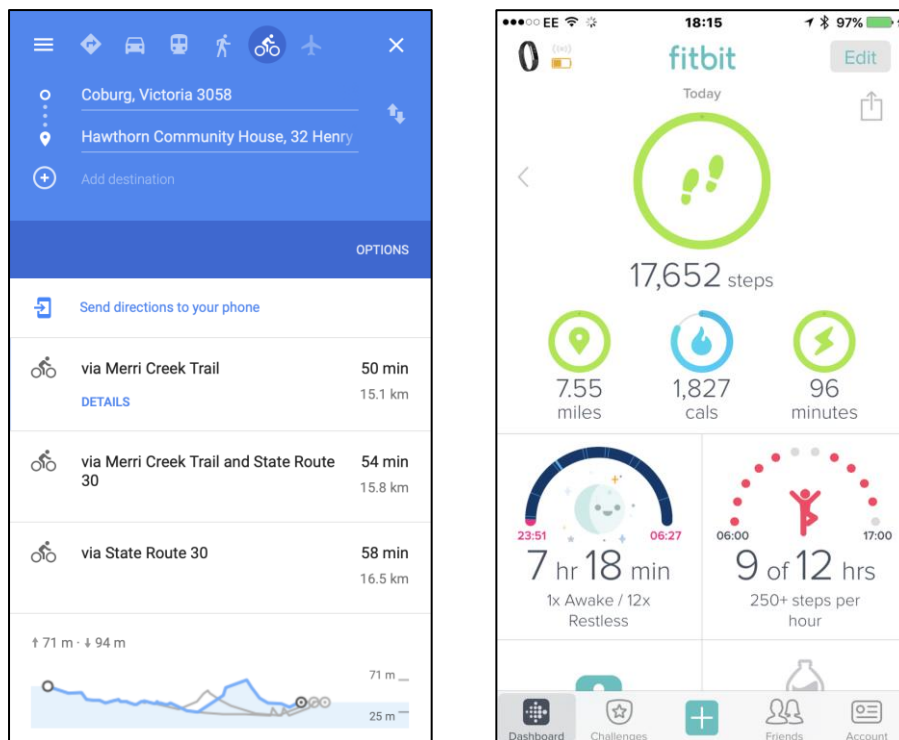 Coburg, Victoria 3058
Hawthorn Community House, 32 Henry
Add destination
OPTIONS
Send directions to your phone
via Merri Creek Trail 50 min
DETAILS 15.1 km
via Merri Creek Trail and State Route 54 min
30 15.8 km
via State Route 30 58 min
16.5 km
↑ 71 m · ↓ 94 m
71 m
25 m
EE 18:15 97%
fitbit Edit
Today
17,652 steps
7.55 1,827 96
miles cals minutes
23:51 06:27 06:00 17:00
7 hr 18 min 9 of 12 hrs
1x Awake / 12x 250+ steps per
Restless hour
Dashboard Challenges Friends Account